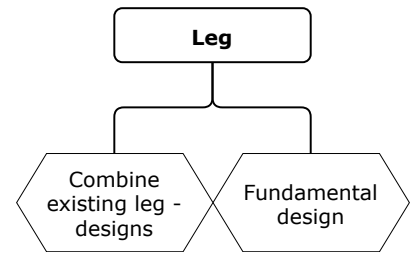 Leg
Combine
existing leg -
designs
Fundamental
design